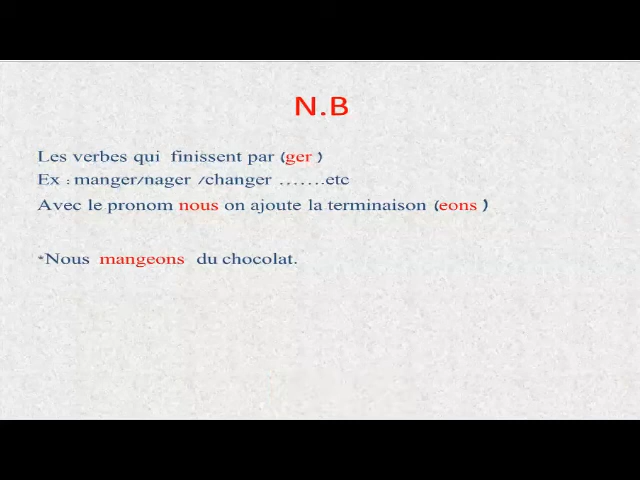 N.B
Les verbes qui finissent par (ger )
Ex : manger/nager /changer …….etc
Avec le pronom nous on ajoute la terminaison (eons )
*Nous mangeons du chocolat.